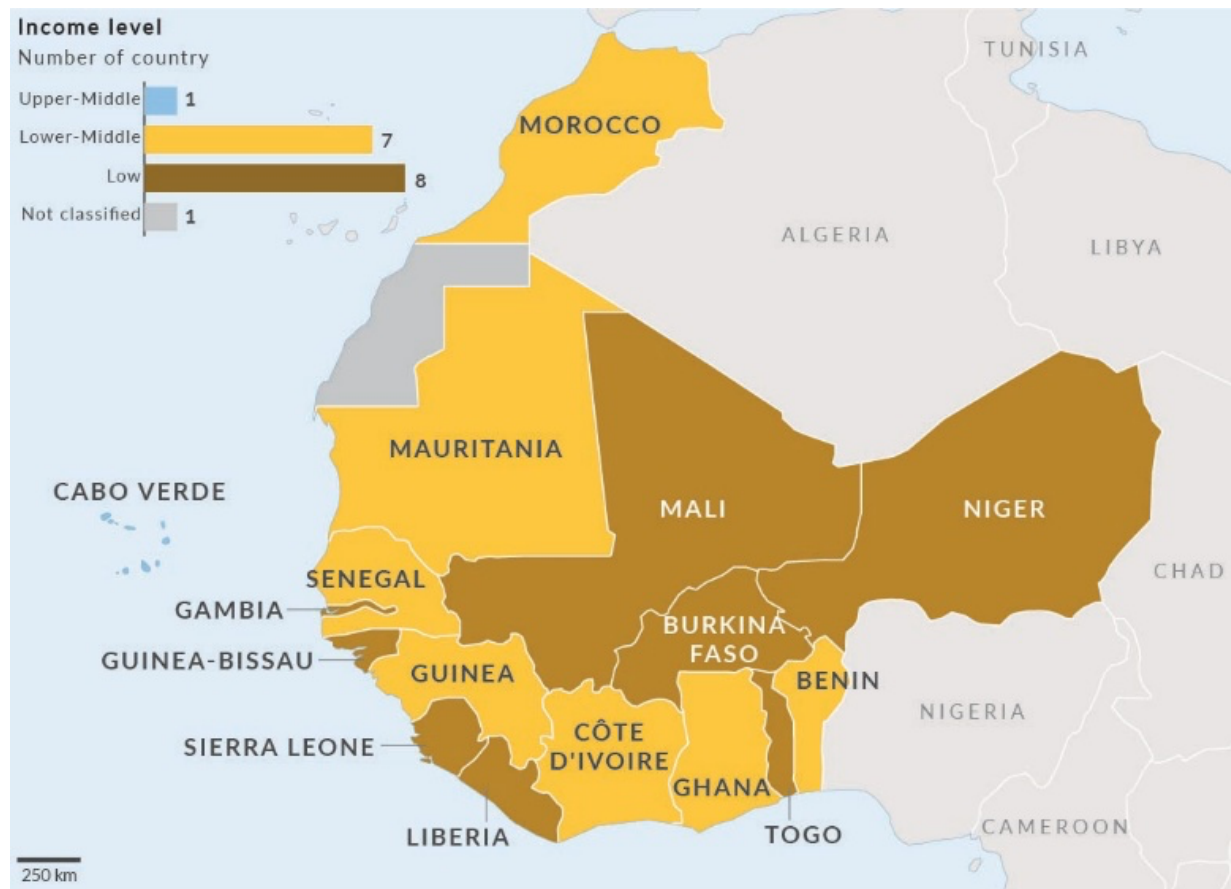 Income level
Number of country
Upper-Middle 1
Lower-Middle 7
Low 8
Not classified 1
TUNISIA
MOROCCO
ALGERIA
LIBYA
MAURITANIA
CABO VERDE
MALI
NIGER
SENEGAL
CHAD
GAMBIA
BURKINA
FASO
GUINEA-BISSAU
GUINEA
BENIN
NIGERIA
SIERRA LEONE
CÔTE
D'IVOIRE
GHANA
LIBERIA
TOGO
CAMEROON
250 km